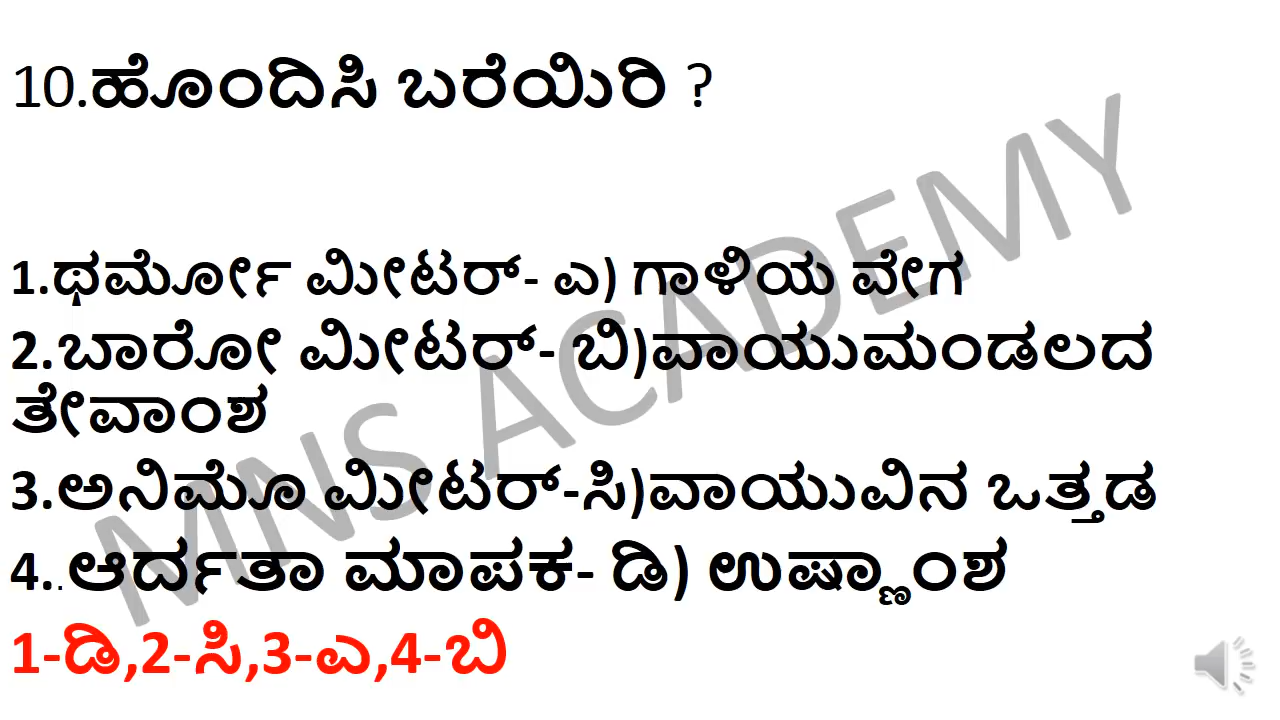 10.ಹೊಂದಿಸಿ ಬರೆಯಿರಿ ?
1.ಥರ್ಮೋ ಮೀಟರ್- ಎ) ಗಾಳಿಯ ವೇಗ
2.ಬಾರೋ ಮೀಟರ್- ಬಿ)ವಾಯುಮಂಡಲದ
ತೇವಾಂಶ
3.ಅನಿಮೊ ಮೀಟರ್-ಸಿ)ವಾಯುವಿನ ಒತ್ತಡ
4..ಆರ್ದ್ರತಾ ಮಾಪಕ- ಡಿ) ಉಷ್ಣಾಂಶ
1-ಡಿ,2-ಸಿ,3-ಎ,4-ಬಿ
MNS ACADEMY